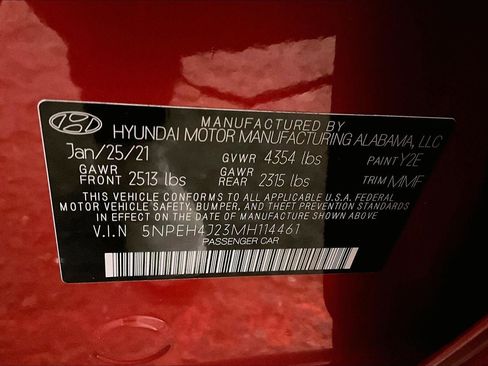 MANUFACTURED BY
HYUNDAI MOTOR MANUFACTURING ALABAMA, LLC
Jan/25/21 GVWR 4354 lbs PAINT Y2E
GAWR FRONT 2513 lbs GAWR REAR 2315 lbs TRIM MMF
THIS VEHICLE CONFORMS TO ALL APPLICABLE U.S.A. FEDERAL
MOTOR VEHICLE SAFETY, BUMPER, AND THEFT PREVENTION STANDARDS
IN EFFECT ON THE DATE OF MANUFACTURE SHOWN ABOVE.
V.I.N 5NPEH4J23MH114461
PASSENGER CAR